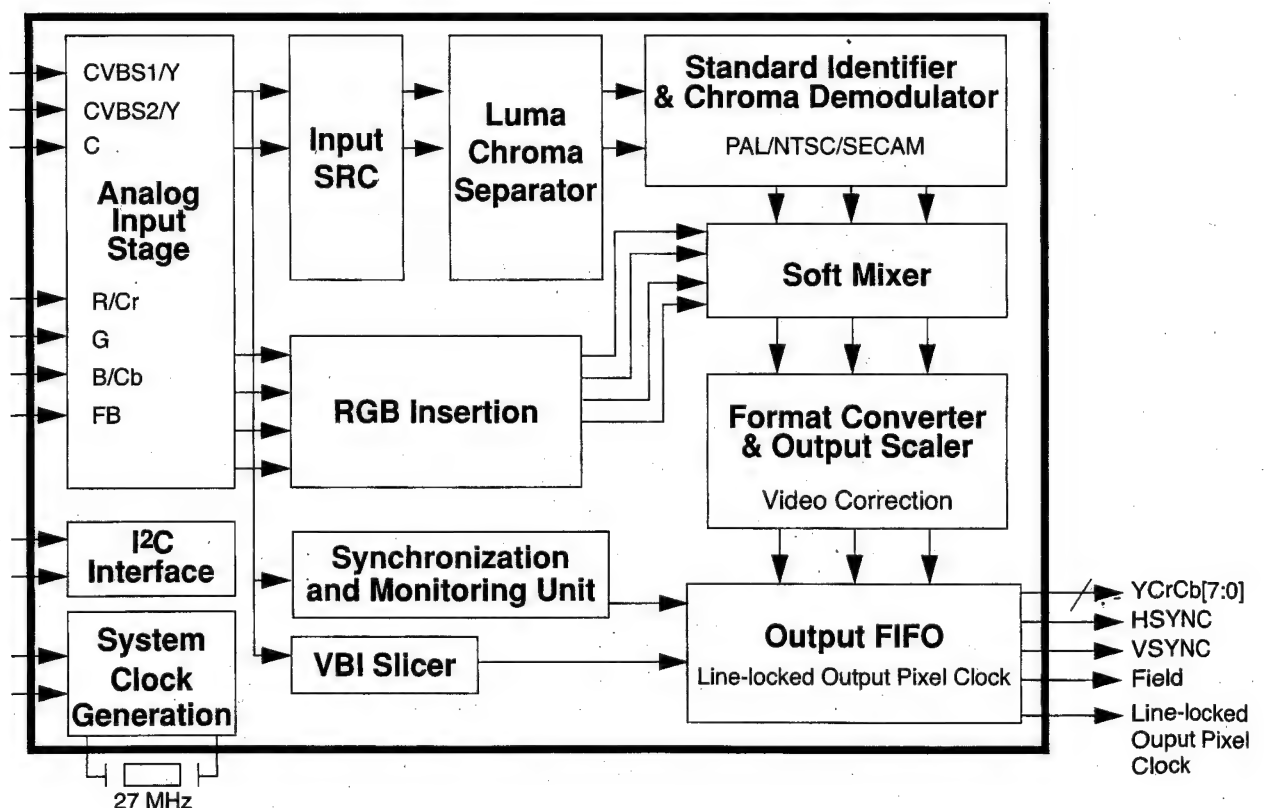 CVBS1/Y
CVBS2/Y
C
Analog
Input
Stage
R/Cr
G
B/Cb
FB
Input
SRC
Luma
Chroma
Separator
Standard Identifier
& Chroma Demodulator
PAL/NTSC/SECAM
Soft Mixer
RGB Insertion
Format Converter
& Output Scaler
Video Correction
I2C
Interface
Synchronization
and Monitoring Unit
System
Clock
Generation
VBI Slicer
Output FIFO
Line-locked Output Pixel Clock
YCrCb[7:0]
HSYNC
VSYNC
Field
Line-locked
Ouput Pixel
Clock
27 MHz